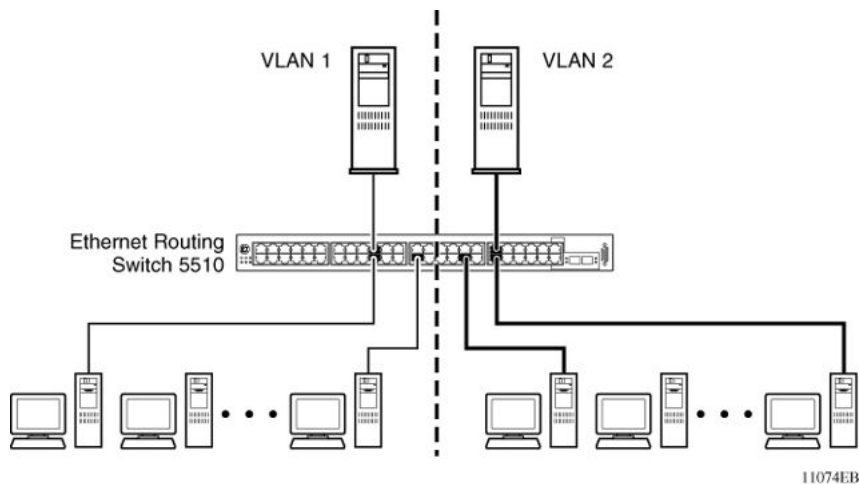 VLAN 1
VLAN 2
Ethernet Routing
Switch 5510
11074EB